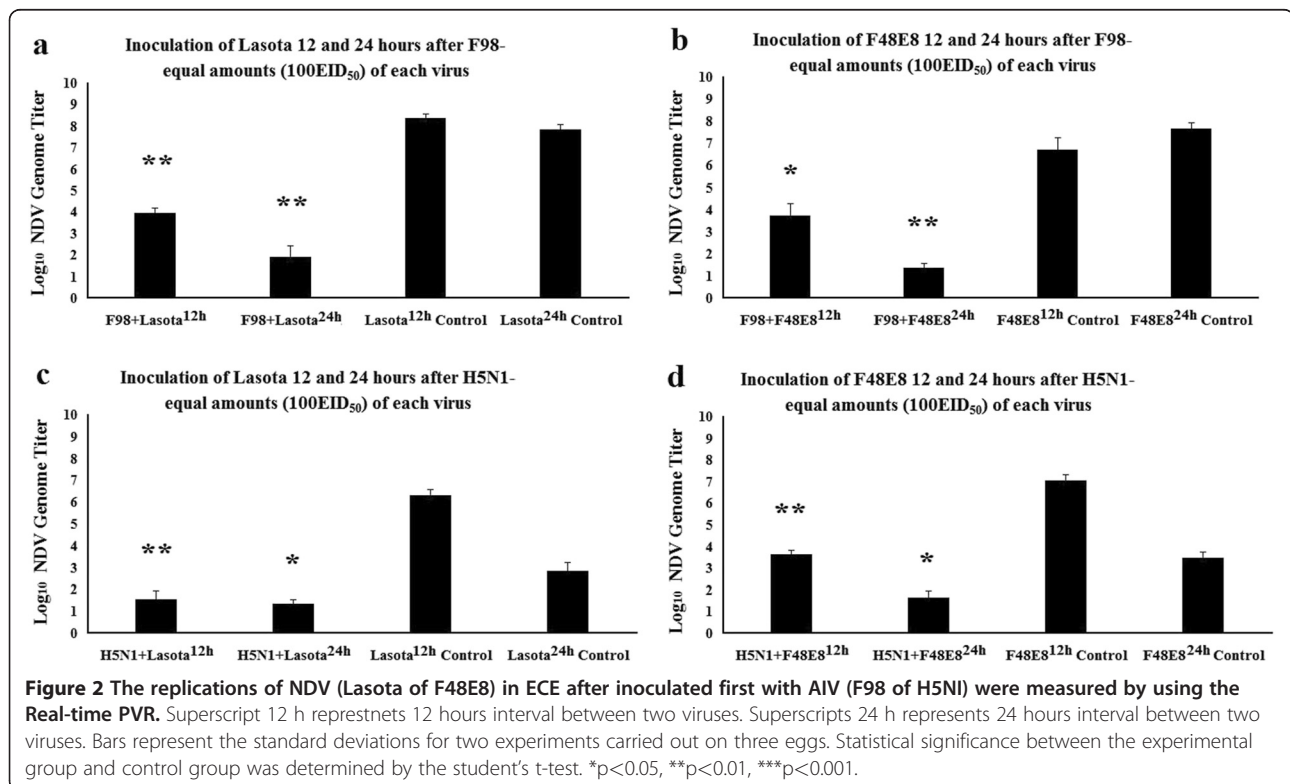 a
Inoculation of Lasota 12 and 24 hours after F98-
equal amounts (100EID₅₀) of each virus
Log₁₀ NDV Genome Titer
10
9
8
7
6
5
4
3
2
1
0
**
**
F98+Lasota¹²ʰ
F98+Lasota²⁴ʰ
Lasota¹²ʰ Control
Lasota²⁴ʰ Control
b
Inoculation of F48E8 12 and 24 hours after F98-
equal amounts (100EID₅₀) of each virus
Log₁₀ NDV Genome Titer
10
9
8
7
6
5
4
3
2
1
0
*
**
F98+F48E8¹²ʰ
F98+F48E8²⁴ʰ
F48E8¹²ʰ Control
F48E8²⁴ʰ Control
c
Inoculation of Lasota 12 and 24 hours after H5N1-
equal amounts (100EID₅₀) of each virus
Log₁₀ NDV Genome Titer
10
9
8
7
6
5
4
3
2
1
0
**
*
H5N1+Lasota¹²ʰ
H5N1+Lasota²⁴ʰ
Lasota¹²ʰ Control
Lasota²⁴ʰ Control
d
Inoculation of F48E8 12 and 24 hours after H5N1-
equal amounts (100EID₅₀) of each virus
Log₁₀ NDV Genome Titer
10
9
8
7
6
5
4
3
2
1
0
**
*
H5N1+F48E8¹²ʰ
H5N1+F48E8²⁴ʰ
F48E8¹²ʰ Control
F48E8²⁴ʰ Control
Figure 2 The replications of NDV (Lasota of F48E8) in ECE after inoculated first with AIV (F98 of H5NI) were measured by using the
Real-time PVR. Superscript 12 h represtnets 12 hours interval between two viruses. Superscripts 24 h represents 24 hours interval between two
viruses. Bars represent the standard deviations for two experiments carried out on three eggs. Statistical significance between the experimental
group and control group was determined by the student's t-test. *p<0.05, **p<0.01, ***p<0.001.